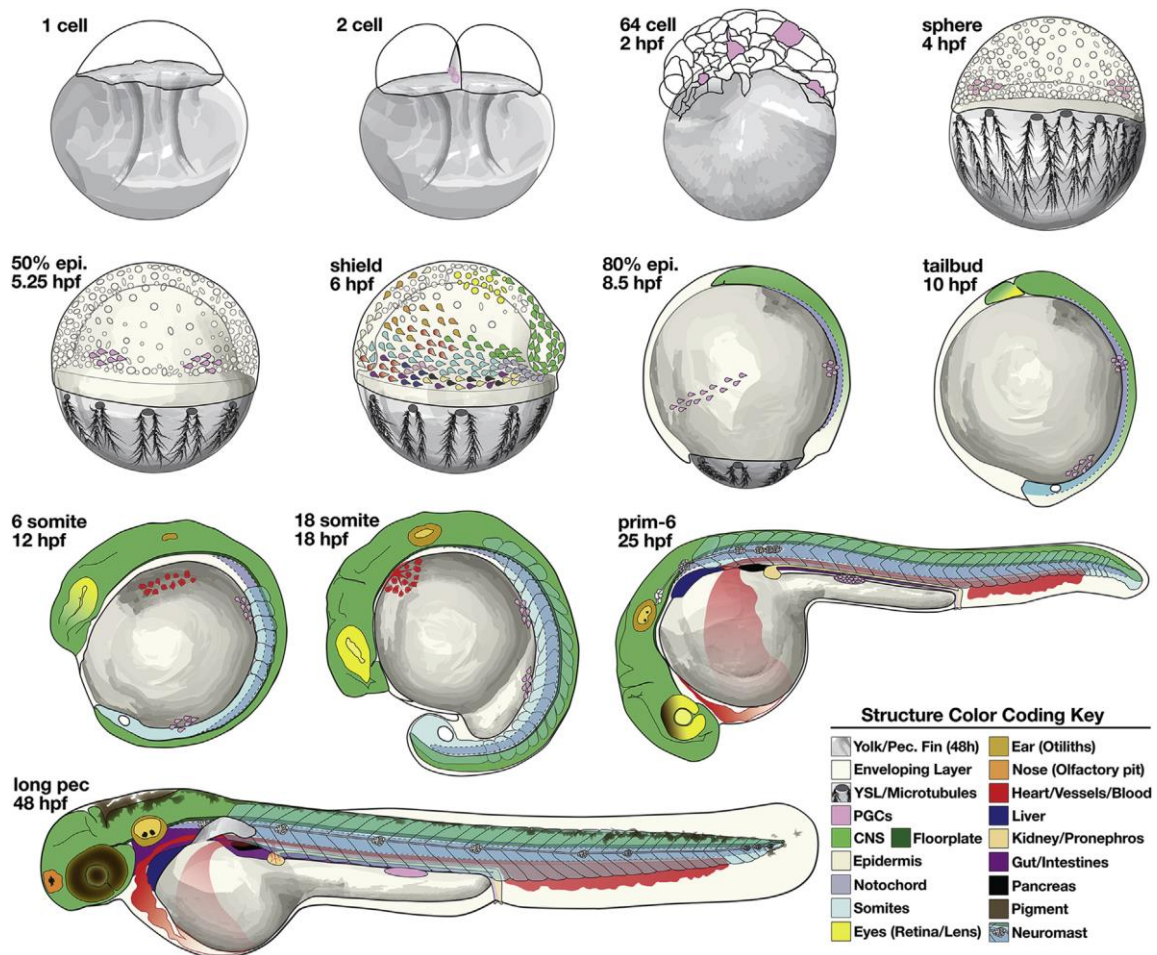 1 cell
2 cell
64 cell
2 hpf
sphere
4 hpf
50% epi.
5.25 hpf
shield
6 hpf
80% epi.
8.5 hpf
tailbud
10 hpf
6 somite
12 hpf
18 somite
18 hpf
prim-6
25 hpf
long pec
48 hpf
Structure Color Coding Key
Yolk/Pec. Fin (48h)
Enveloping Layer
YSL/Microtubules
PGCs
CNS Floorplate
Epidermis
Notochord
Somites
Eyes (Retina/Lens)
Ear (Otiliths)
Nose (Olfactory pit)
Heart/Vessels/Blood
Liver
Kidney/Pronephros
Gut/Intestines
Pancreas
Pigment
Neuromast